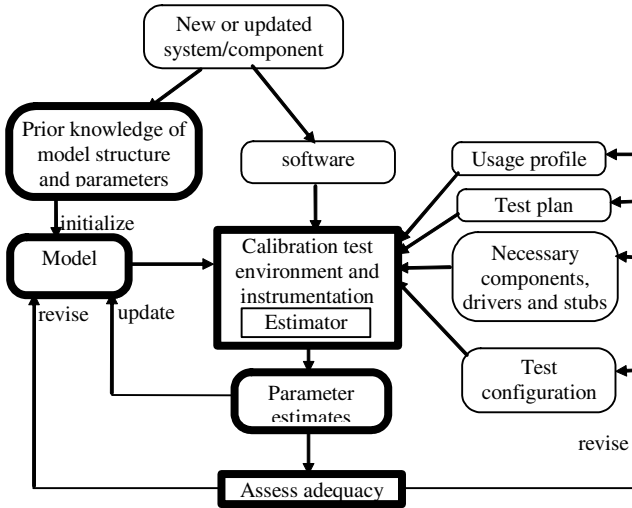 New or updated
system/component
Prior knowledge of
model structure
and parameters
software
Usage profile
Test plan
initialize
Model
Calibration test
environment and
instrumentation
Estimator
Necessary
components,
drivers and stubs
revise
update
Test
configuration
Parameter
estimates
revise
Assess adequacy